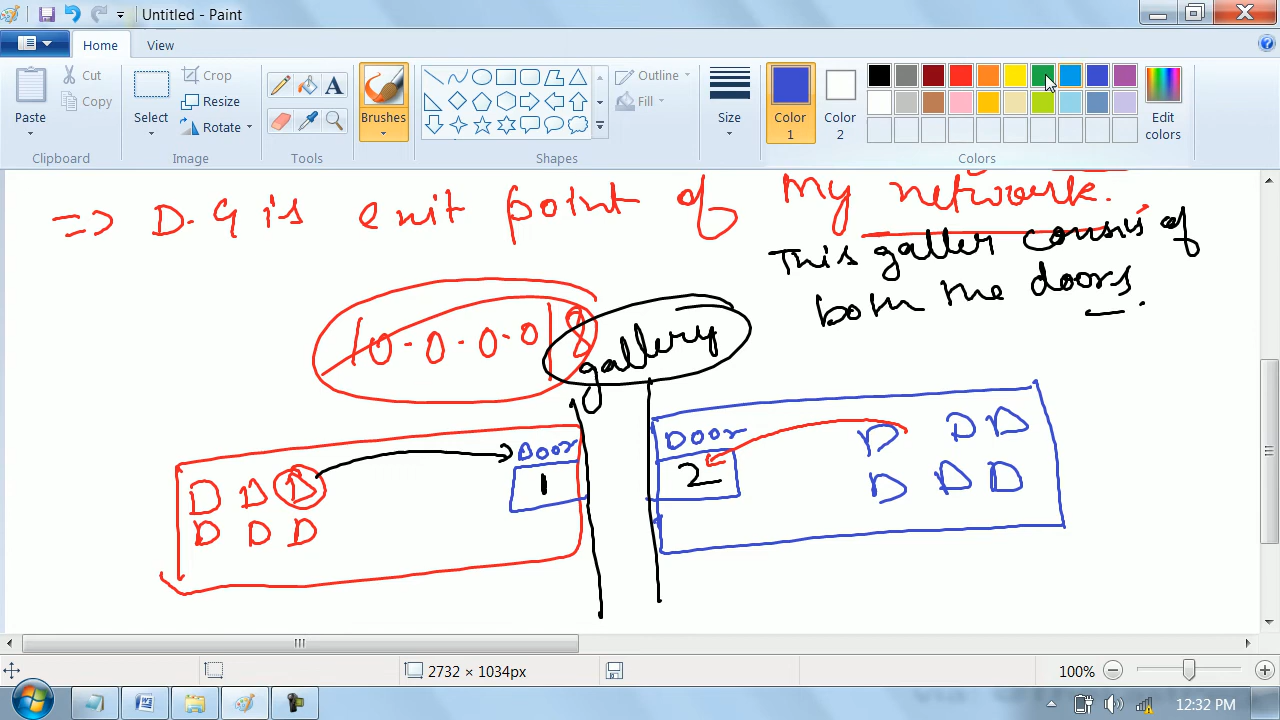 Untitled - Paint
Home View
Cut
Copy
Paste
Clipboard
Crop
Resize
Rotate
Select
Image
Tools
Brushes
Outline
Fill
Shapes
Size
Color 1
Color 2
Edit colors
Colors
=> D.G is exit point of My network.
This galler consis of
both the doors.
10.0.0.0/8
gallery
Door
1
Door
2
D D D
D D D
D D D
D D D
2732 × 1034px
100%
12:32 PM